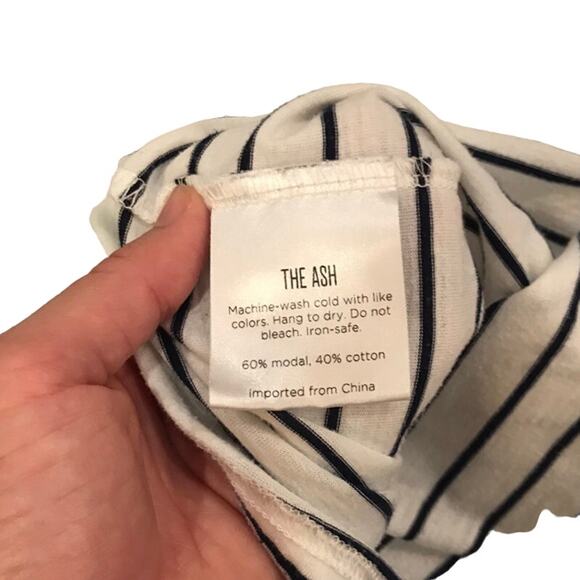 THE ASH
Machine-wash cold with like
colors. Hang to dry. Do not
bleach. Iron-safe.
60% modal, 40% cotton
imported from China